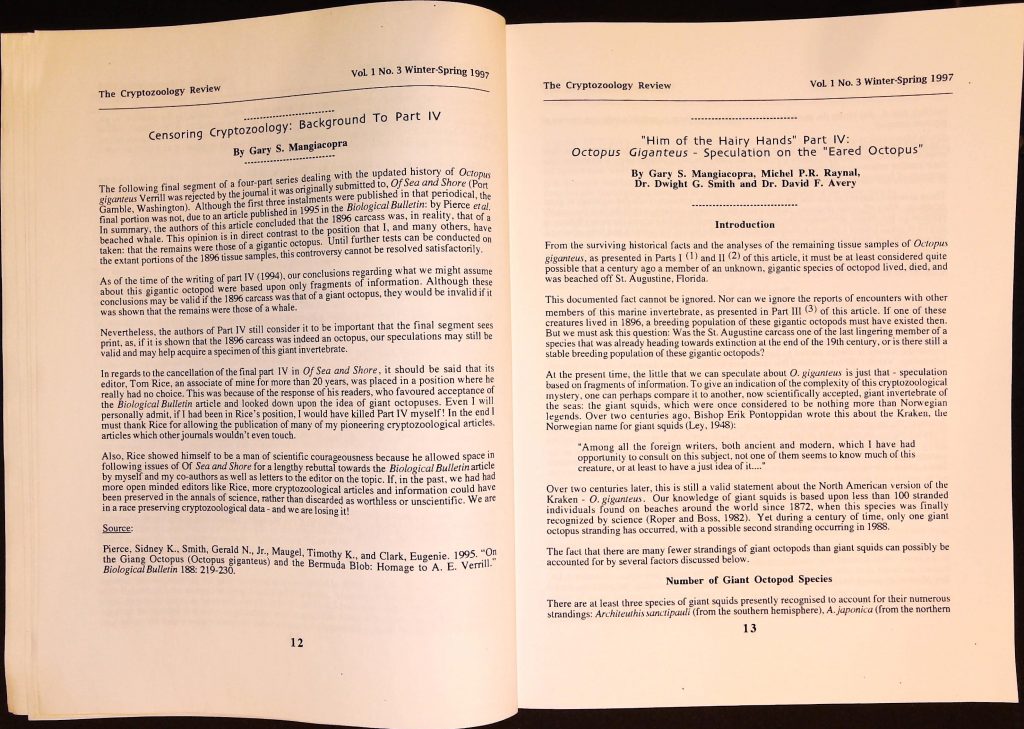 The Cryptozoology Review
Vol. 1 No. 3 Winter-Spring 1997
Censoring Cryptozoology: Background To Part IV
By Gary S. Mangiacopra
The following final segment of a four-part series dealing with the updated history of Octopus
giganteus Verrill was rejected by the journal it was originally submitted to, Of Sea and Shore (Port
Gamble, Washington). Although the first three instalments were published in that periodical, the
final portion was not, due to an article published in 1995 in the Biological Bulletin: by Pierce et al.
In summary, the authors of this article concluded that the 1896 carcass was, in reality, that of a
beached whale. This opinion is in direct contrast to the position that I, and many others, have
taken: that the remains were those of a gigantic octopus. Until further tests can be conducted on
the extant portions of the 1896 tissue samples, this controversy cannot be resolved satisfactorily.
As of the time of the writing of part IV (1994), our conclusions regarding what we might assume
about this gigantic octopod were based upon only fragments of information. Although these
conclusions may be valid if the 1896 carcass was that of a giant octopus, they would be invalid if it
was shown that the remains were those of a whale.
Nevertheless, the authors of Part IV still consider it to be important that the final segment sees
print, as, if it is shown that the 1896 carcass was indeed an octopus, our speculations may still be
valid and may help acquire a specimen of this giant invertebrate.
In regards to the cancellation of the final part IV in Of Sea and Shore, it should be said that its
editor, Tom Rice, an associate of mine for more than 20 years, was placed in a position where he
really had no choice. This was because of the response of his readers, who favoured acceptance of
the Biological Bulletin article and looked down upon the idea of giant octopuses. Even I will
personally admit, if I had been in Rice's position, I would have killed Part IV myself! In the end I
must thank Rice for allowing the publication of many of my pioneering cryptozoological articles.
articles which other journals wouldn't even touch.
Also, Rice showed himself to be a man of scientific courageousness because he allowed space in
following issues of Of Sea and Shore for a lengthy rebuttal towards the Biological Bulletin article
by myself and my co-authors as well as letters to the editor on the topic. If, in the past, we had had
more open minded editors like Rice, more cryptozoological articles and information could have
been preserved in the annals of science, rather than discarded as worthless or unscientific. We are
in a race preserving cryptozoological data - and we are losing it!
Source:
Pierce, Sidney K., Smith, Gerald N., Jr., Maugel, Timothy K., and Clark, Eugenie. 1995. "On
the Giang Octopus (Octopus giganteus) and the Bermuda Blob: Homage to A. E. Verrill."
Biological Bulletin 188: 219-230.
12
The Cryptozoology Review
Vol. 1 No. 3 Winter-Spring 1997
"Him of the Hairy Hands" Part IV:
Octopus Giganteus - Speculation on the "Eared Octopus"
By Gary S. Mangiacopra, Michel P.R. Raynal,
Dr. Dwight G. Smith and Dr. David F. Avery
Introduction
From the surviving historical facts and the analyses of the remaining tissue samples of Octopus
giganteus, as presented in Parts I (1) and II (2) of this article, it must be at least considered quite
possible that a century ago a member of an unknown, gigantic species of octopod lived, died, and
was beached off St. Augustine, Florida.
This documented fact cannot be ignored. Nor can we ignore the reports of encounters with other
members of this marine invertebrate, as presented in Part III (3) of this article. If one of these
creatures lived in 1896, a breeding population of these gigantic octopods must have existed then.
But we must ask this question: Was the St. Augustine carcass one of the last lingering member of a
species that was already heading towards extinction at the end of the 19th century, or is there still a
stable breeding population of these gigantic octopods?
At the present time, the little that we can speculate about O. giganteus is just that - speculation
based on fragments of information. To give an indication of the complexity of this cryptozoological
mystery, one can perhaps compare it to another, now scientifically accepted, giant invertebrate of
the seas: the giant squids, which were once considered to be nothing more than Norwegian
legends. Over two centuries ago, Bishop Erik Pontoppidan wrote this about the Kraken, the
Norwegian name for giant squids (Ley, 1948):
"Among all the foreign writers, both ancient and modern, which I have had
opportunity to consult on this subject, not one of them seems to know much of this
creature, or at least to have a just idea of it...."
Over two centuries later, this is still a valid statement about the North American version of the
Kraken - O. giganteus. Our knowledge of giant squids is based upon less than 100 stranded
individuals found on beaches around the world since 1872, when this species was finally
recognized by science (Roper and Boss, 1982). Yet during a century of time, only one giant
octopus stranding has occurred, with a possible second stranding occurring in 1988.
The fact that there are many fewer strandings of giant octopods than giant squids can possibly be
accounted for by several factors discussed below.
Number of Giant Octopod Species
There are at least three species of giant squids presently recognised to account for their numerous
strandings: Architeuthis sanctipauli (from the southern hemisphere), A. japonica (from the northern
13